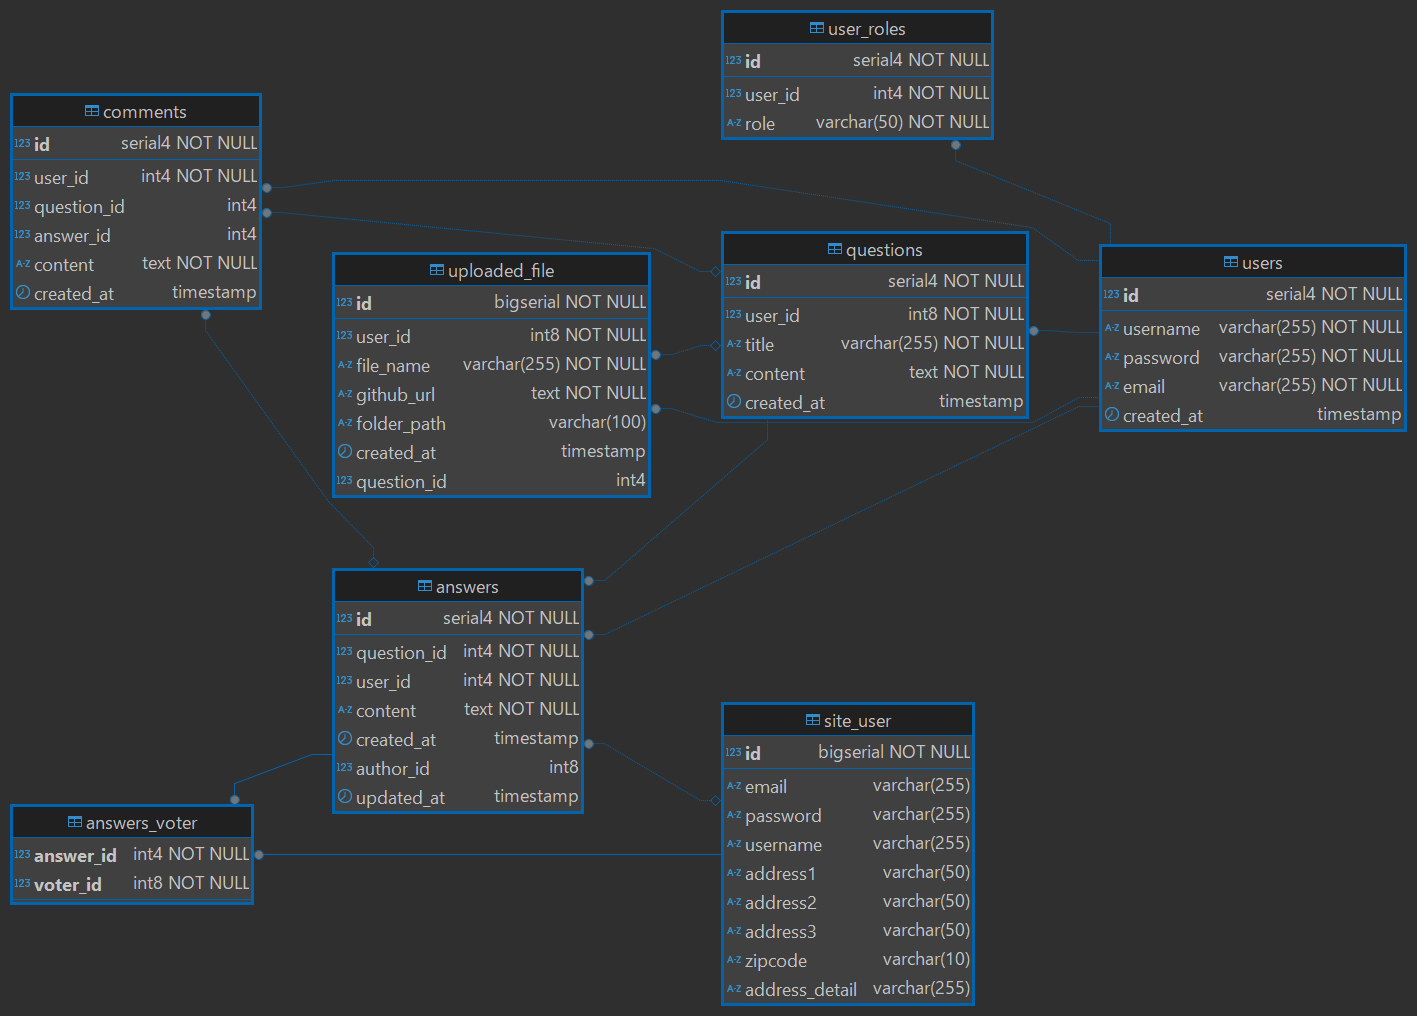 user_roles
123 id serial4 NOT NULL
123 user_id int4 NOT NULL
A-Z role varchar(50) NOT NULL
comments
123 id serial4 NOT NULL
123 user_id int4 NOT NULL
123 question_id int4
123 answer_id int4
A-Z content text NOT NULL
created_at timestamp
uploaded_file
123 id bigserial NOT NULL
123 user_id int8 NOT NULL
A-Z file_name varchar(255) NOT NULL
A-Z github_url text NOT NULL
A-Z folder_path varchar(100)
created_at timestamp
123 question_id int4
questions
123 id serial4 NOT NULL
123 user_id int8 NOT NULL
A-Z title varchar(255) NOT NULL
A-Z content text NOT NULL
created_at timestamp
users
123 id serial4 NOT NULL
A-Z username varchar(255) NOT NULL
A-Z password varchar(255) NOT NULL
A-Z email varchar(255) NOT NULL
created_at timestamp
answers
123 id serial4 NOT NULL
123 question_id int4 NOT NULL
123 user_id int4 NOT NULL
A-Z content text NOT NULL
created_at timestamp
123 author_id int8
updated_at timestamp
answers_voter
123 answer_id int4 NOT NULL
123 voter_id int8 NOT NULL
site_user
123 id bigserial NOT NULL
A-Z email varchar(255)
A-Z password varchar(255)
A-Z username varchar(255)
A-Z address1 varchar(50)
A-Z address2 varchar(50)
A-Z address3 varchar(50)
A-Z zipcode varchar(10)
A-Z address_detail varchar(255)